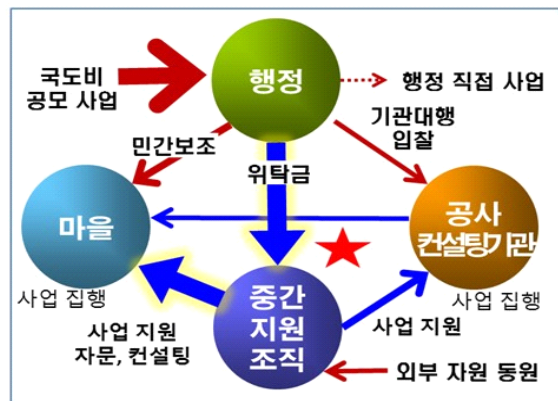 국도비
공모 사업
행정
행정 직접 사업
민간보조
위탁금
기관대행
입찰
마을
공사
컨설팅기관
사업 집행
사업 집행
중간
지원
조직
사업 지원
자문, 컨설팅
사업 지원
외부 자원 동원